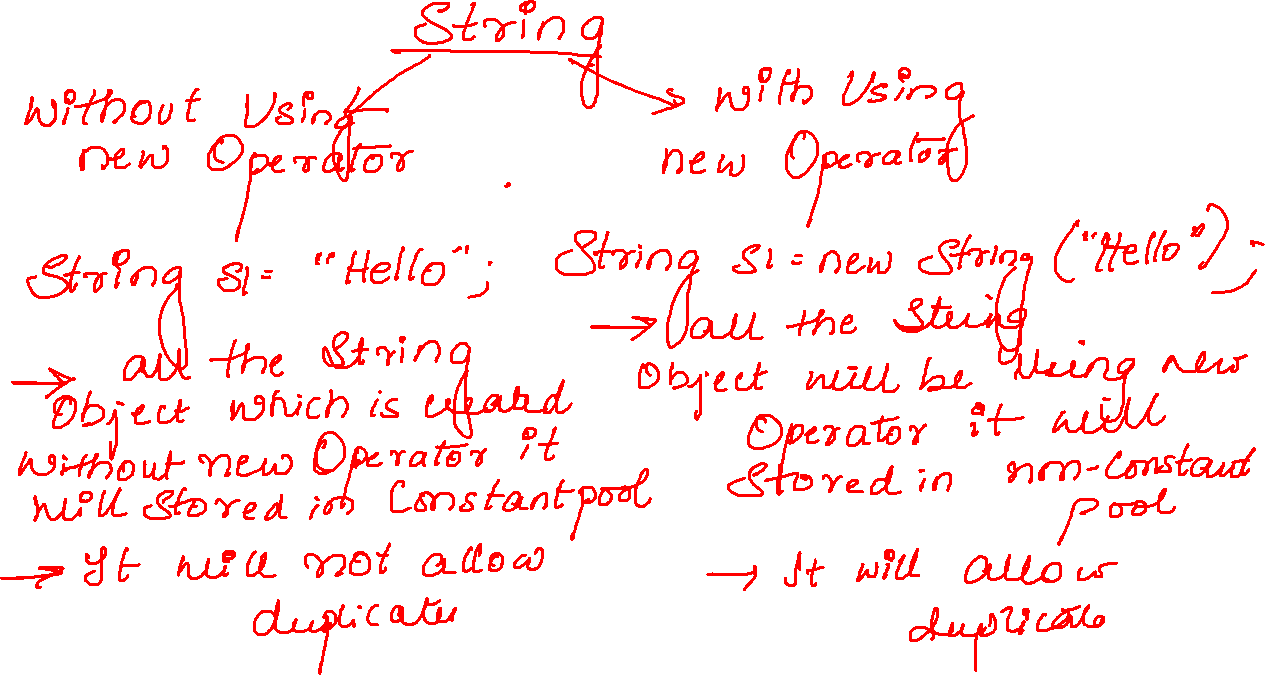 String
Without Using
new Operator
String s1 = "Hello";
→ all the String
Object which is created
without new Operator it
will stored in Constant pool
→ It will not allow
duplicates
with Using
new Operator
String s1 = new String ("Hello");
→ all the String
Object will be Using new
Operator it will
Stored in non-constant
pool
→ It will allow
duplicate